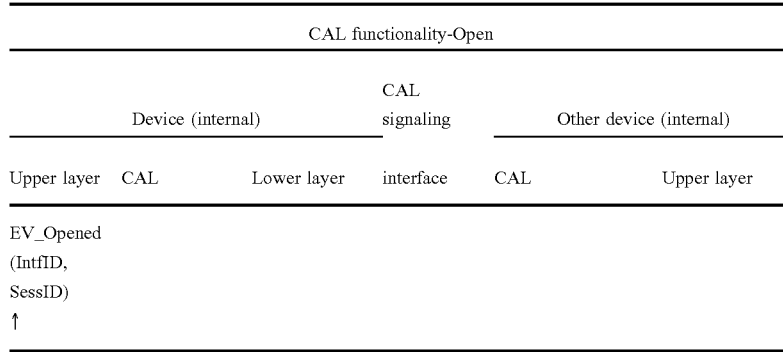 CAL functionality-Open
CAL
Device (internal) signaling Other device (internal)
Upper layer CAL Lower layer interface CAL Upper layer
EV_Opened
(IntfID,
SessID)
↑